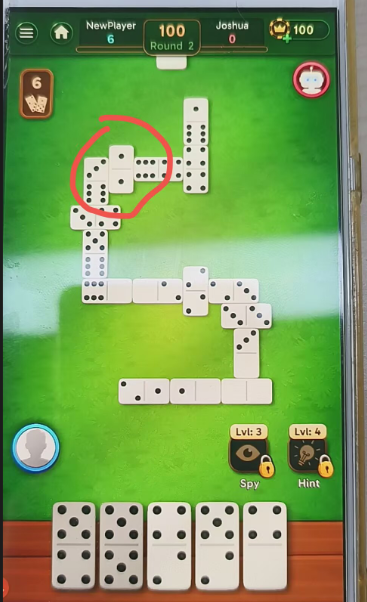 NewPlayer
6
100
Round 2
Joshua
0
100
6
Lvl: 3
Lvl: 4
Spy
Hint